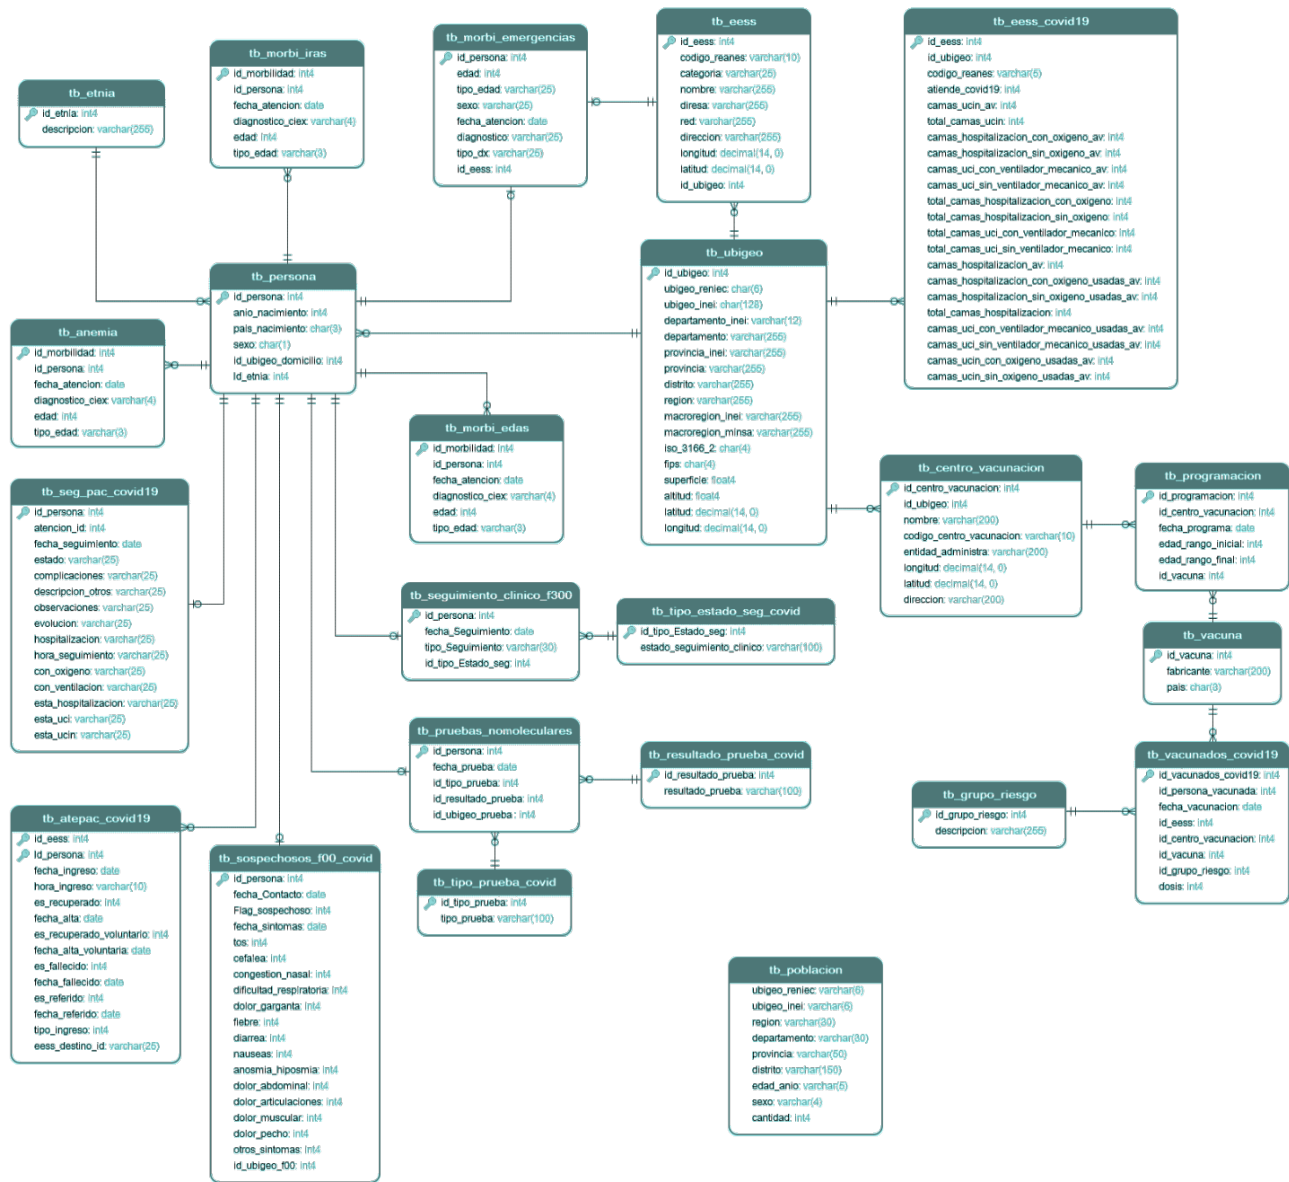 tb_etnia
id_etnia: int4
descripcion: varchar(255)
tb_morbi_iras
id_morbilidad: int4
id_persona: int4
fecha_atencion: date
diagnostico_ciex: varchar(4)
edad: int4
tipo_edad: varchar(3)
tb_morbi_emergencias
id_persona: int4
edad: int4
tipo_edad: varchar(25)
sexo: varchar(25)
fecha_atencion: date
diagnostico: varchar(25)
tipo_dx: varchar(25)
id_eess: int4
tb_eess
id_eess: int4
codigo_reanes: varchar(10)
categoria: varchar(25)
nombre: varchar(255)
diresa: varchar(255)
red: varchar(255)
direccion: varchar(255)
longitud: decimal(14, 0)
latitud: decimal(14, 0)
id_ubigeo: int4
tb_eess_covid19
id_eess: int4
id_ubigeo: int4
codigo_reanes: varchar(5)
atiende_covid19: int4
camas_ucin_av: int4
total_camas_ucin: int4
camas_hospitalizacion_con_oxigeno_av: int4
camas_hospitalizacion_sin_oxigeno_av: int4
camas_uci_con_ventilador_mecanico_av: int4
camas_uci_sin_ventilador_mecanico_av: int4
total_camas_hospitalizacion_con_oxigeno: int4
total_camas_hospitalizacion_sin_oxigeno: int4
total_camas_uci_con_ventilador_mecanico: int4
total_camas_uci_sin_ventilador_mecanico: int4
camas_hospitalizacion_av: int4
camas_hospitalizacion_con_oxigeno_usadas_av: int4
camas_hospitalizacion_sin_oxigeno_usadas_av: int4
total_camas_hospitalizacion: int4
camas_uci_con_ventilador_mecanico_usadas_av: int4
camas_uci_sin_ventilador_mecanico_usadas_av: int4
camas_ucin_con_oxigeno_usadas_av: int4
camas_ucin_sin_oxigeno_usadas_av: int4
tb_persona
id_persona: int4
anio_nacimiento: int4
pais_nacimiento: char(3)
sexo: char(1)
id_ubigeo_domicilio: int4
Id_etnia: int4
tb_ubigeo
id_ubigeo: int4
ubigeo_reniec: char(6)
ubigeo_inei: char(128)
departamento_inei: varchar(12)
departamento: varchar(255)
provincia_inei: varchar(255)
provincia: varchar(255)
distrito: varchar(255)
region: varchar(255)
macroregion_inei: varchar(255)
macroregion_minsa: varchar(255)
iso_3166_2: char(4)
fips: char(4)
superficie: float4
altitud: float4
latitud: decimal(14, 0)
longitud: decimal(14, 0)
tb_anemia
id_morbilidad: int4
id_persona: int4
fecha_atencion: date
diagnostico_ciex: varchar(4)
edad: int4
tipo_edad: varchar(3)
tb_morbi_edas
id_morbilidad: int4
id_persona: int4
fecha_atencion: date
diagnostico_ciex: varchar(4)
edad: int4
tipo_edad: varchar(3)
tb_centro_vacunacion
id_centro_vacunacion: int4
id_ubigeo: int4
nombre: varchar(200)
codigo_centro_vacunacion: varchar(10)
entidad_administra: varchar(200)
longitud: decimal(14, 0)
latitud: decimal(14, 0)
direccion: varchar(200)
tb_programacion
id_programacion: int4
id_centro_vacunacion: int4
fecha_programa: date
edad_rango_inicial: int4
edad_rango_final: int4
id_vacuna: int4
tb_seg_pac_covid19
id_persona: int4
atencion_id: int4
fecha_seguimiento: date
estado: varchar(25)
complicaciones: varchar(25)
descripcion_otros: varchar(25)
observaciones: varchar(25)
evolucion: varchar(25)
hospitalizacion: varchar(25)
hora_seguimiento: varchar(25)
con_oxigeno: varchar(25)
con_ventilacion: varchar(25)
esta_hospitalizacion: varchar(25)
esta_uci: varchar(25)
esta_ucin: varchar(25)
tb_seguimiento_clinico_f300
id_persona: int4
fecha_Seguimiento: date
tipo_Seguimiento: varchar(30)
id_tipo_Estado_seg: int4
tb_tipo_estado_seg_covid
id_tipo_Estado_seg: int4
estado_seguimiento_clinico: varchar(100)
tb_vacuna
id_vacuna: int4
fabricante: varchar(200)
pais: char(3)
tb_pruebas_nomoleculares
id_persona: int4
fecha_prueba: date
id_tipo_prueba: int4
id_resultado_prueba: int4
id_ubigeo_prueba: int4
tb_resultado_prueba_covid
id_resultado_prueba: int4
resultado_prueba: varchar(100)
tb_vacunados_covid19
id_vacunados_covid19: int4
id_persona_vacunada: int4
fecha_vacunacion: date
id_eess: int4
id_centro_vacunacion: int4
id_vacuna: int4
id_grupo_riesgo: int4
dosis: int4
tb_grupo_riesgo
id_grupo_riesgo: int4
descripcion: varchar(255)
tb_atepac_covid19
id_eess: int4
Id_persona: int4
fecha_ingreso: date
hora_ingreso: varchar(10)
es_recuperado: int4
fecha_alta: date
es_recuperado_voluntario: int4
fecha_alta_voluntaria: date
es_fallecido: int4
fecha_fallecido: date
es_referido: int4
fecha_referido: date
tipo_ingreso: int4
eess_destino_id: varchar(25)
tb_sospechosos_f00_covid
id_persona: int4
fecha_Contacto: date
Flag_sospechoso: int4
fecha_sintomas: date
tos: int4
cefalea: int4
congestion_nasal: int4
dificultad_respiratoria: int4
dolor_garganta: int4
fiebre: int4
diarrea: int4
nauseas: int4
anosmia_hiposmia: int4
dolor_abdominal: int4
dolor_articulaciones: int4
dolor_muscular: int4
dolor_pecho: int4
otros_sintomas: int4
id_ubigeo_f00: int4
tb_tipo_prueba_covid
id_tipo_prueba: int4
tipo_prueba: varchar(100)
tb_poblacion
ubigeo_reniec: varchar(6)
ubigeo_inei: varchar(6)
region: varchar(30)
departamento: varchar(30)
provincia: varchar(50)
distrito: varchar(150)
edad_anio: varchar(5)
sexo: varchar(4)
cantidad: int4